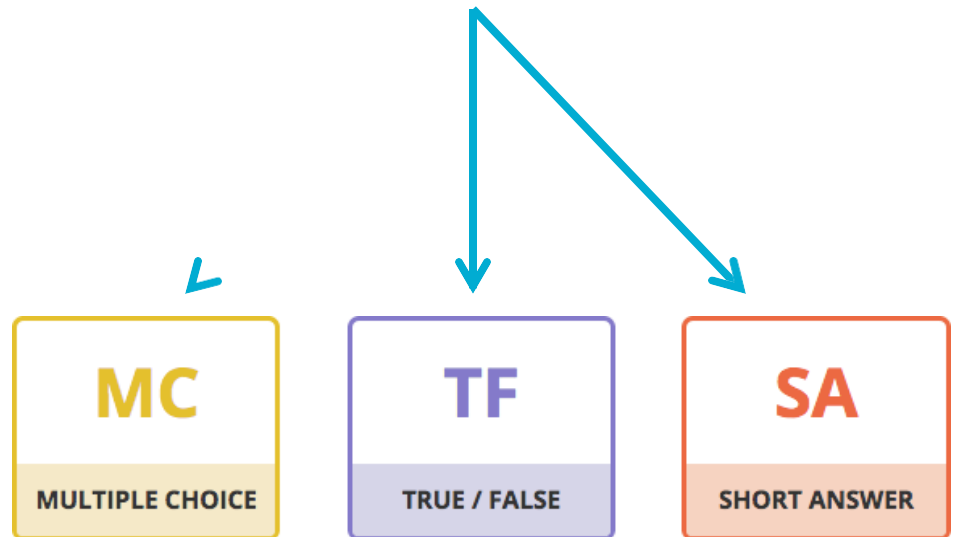 MC
TF
SA
MULTIPLE CHOICE
TRUE / FALSE
SHORT ANSWER